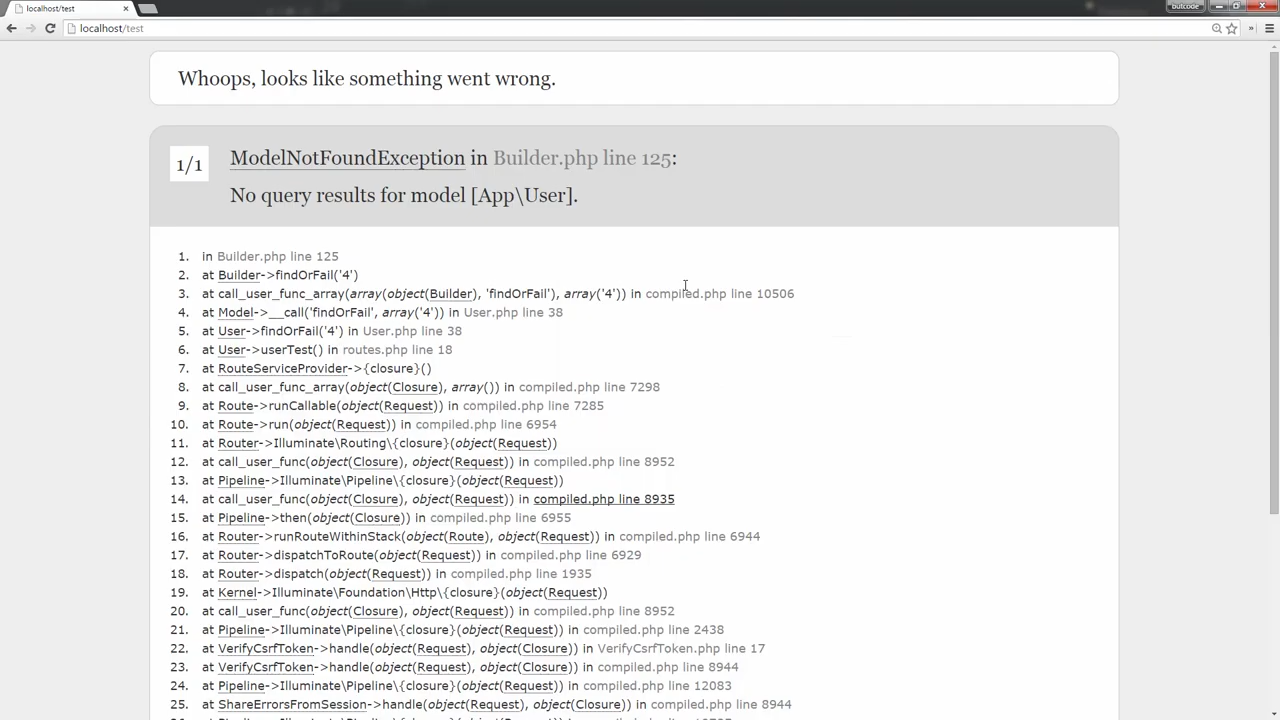 localhost/test
butcode
localhost/test
Whoops, looks like something went wrong.
1/1
ModelNotFoundException in Builder.php line 125:
No query results for model [App\User].
1. in Builder.php line 125
2. at Builder->findOrFail('4')
3. at call_user_func_array(array(object(Builder), 'findOrFail'), array('4')) in compiled.php line 10506
4. at Model->__call('findOrFail', array('4')) in User.php line 38
5. at User->findOrFail('4') in User.php line 38
6. at User->userTest() in routes.php line 18
7. at RouteServiceProvider->{closure}()
8. at call_user_func_array(object(Closure), array()) in compiled.php line 7298
9. at Route->runCallable(object(Request)) in compiled.php line 7285
10. at Route->run(object(Request)) in compiled.php line 6954
11. at Router->Illuminate\Routing\{closure}(object(Request))
12. at call_user_func(object(Closure), object(Request)) in compiled.php line 8952
13. at Pipeline->Illuminate\Pipeline\{closure}(object(Request))
14. at call_user_func(object(Closure), object(Request)) in compiled.php line 8935
15. at Pipeline->then(object(Closure)) in compiled.php line 6955
16. at Router->runRouteWithinStack(object(Route), object(Request)) in compiled.php line 6944
17. at Router->dispatchToRoute(object(Request)) in compiled.php line 6929
18. at Router->dispatch(object(Request)) in compiled.php line 1935
19. at Kernel->Illuminate\Foundation\Http\{closure}(object(Request))
20. at call_user_func(object(Closure), object(Request)) in compiled.php line 8952
21. at Pipeline->Illuminate\Pipeline\{closure}(object(Request)) in compiled.php line 2438
22. at VerifyCsrfToken->handle(object(Request), object(Closure)) in VerifyCsrfToken.php line 17
23. at VerifyCsrfToken->handle(object(Request), object(Closure)) in compiled.php line 8944
24. at Pipeline->Illuminate\Pipeline\{closure}(object(Request)) in compiled.php line 12083
25. at ShareErrorsFromSession->handle(object(Request), object(Closure)) in compiled.php line 8944